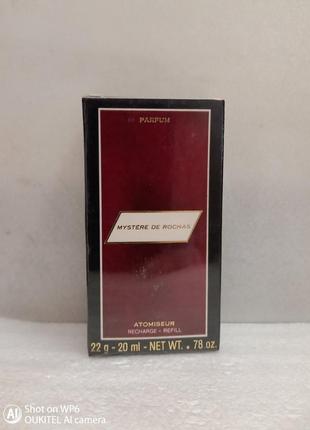 PARFUM
MYSTÈRE DE ROCHAS
ATOMISEUR
RECHARGE - REFILL
22 g - 20 ml - NET WT. . 78 oz.
AI
Shot on WP6
OUKITEL AI camera